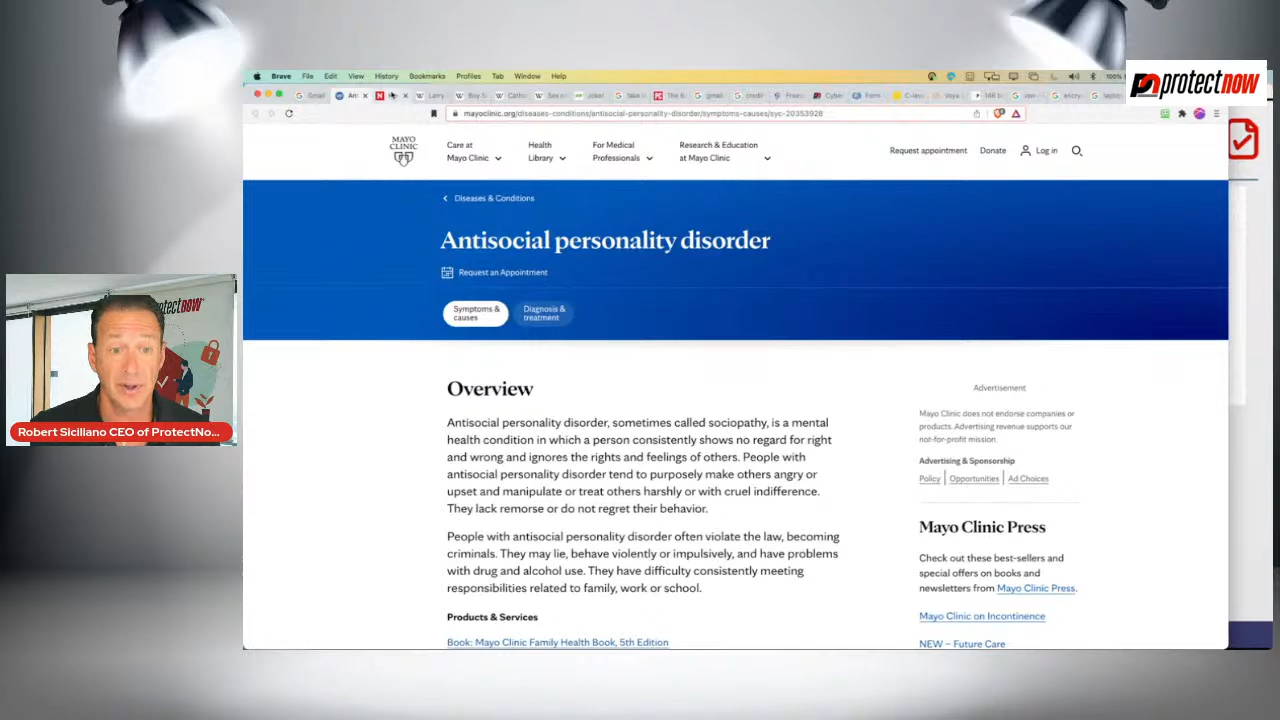 Brave File Edit View History Bookmarks Profiles Tab Window Help
100%
protectnow
Gmail
Larry
Joker
gmail
mayoclinic.org/diseases-conditions/antisocial-personality-disorder/symptoms-causes/syc-20353928
MAYO
CLINIC
Care at
Mayo Clinic
Health
Library
For Medical
Professionals
Research & Education
at Mayo Clinic
Request appointment
Donate
Log in
Diseases & Conditions
Antisocial personality disorder
Request an Appointment
Symptoms &
causes
Diagnosis &
treatment
Overview
Antisocial personality disorder, sometimes called sociopathy, is a mental
health condition in which a person consistently shows no regard for right
and wrong and ignores the rights and feelings of others. People with
antisocial personality disorder tend to purposely make others angry or
upset and manipulate or treat others harshly or with cruel indifference.
They lack remorse or do not regret their behavior.
People with antisocial personality disorder often violate the law, becoming
criminals. They may lie, behave violently or impulsively, and have problems
with drug and alcohol use. They have difficulty consistently meeting
responsibilities related to family, work or school.
Products & Services
Book: Mayo Clinic Family Health Book, 5th Edition
Advertisement
Mayo Clinic does not endorse companies or
products. Advertising revenue supports our
not-for-profit mission.
Advertising & Sponsorship
Policy | Opportunities | Ad Choices
Mayo Clinic Press
Check out these best-sellers and
special offers on books and
newsletters from Mayo Clinic Press.
Mayo Clinic on Incontinence
NEW – Future Care
Robert Siciliano CEO of ProtectNo...